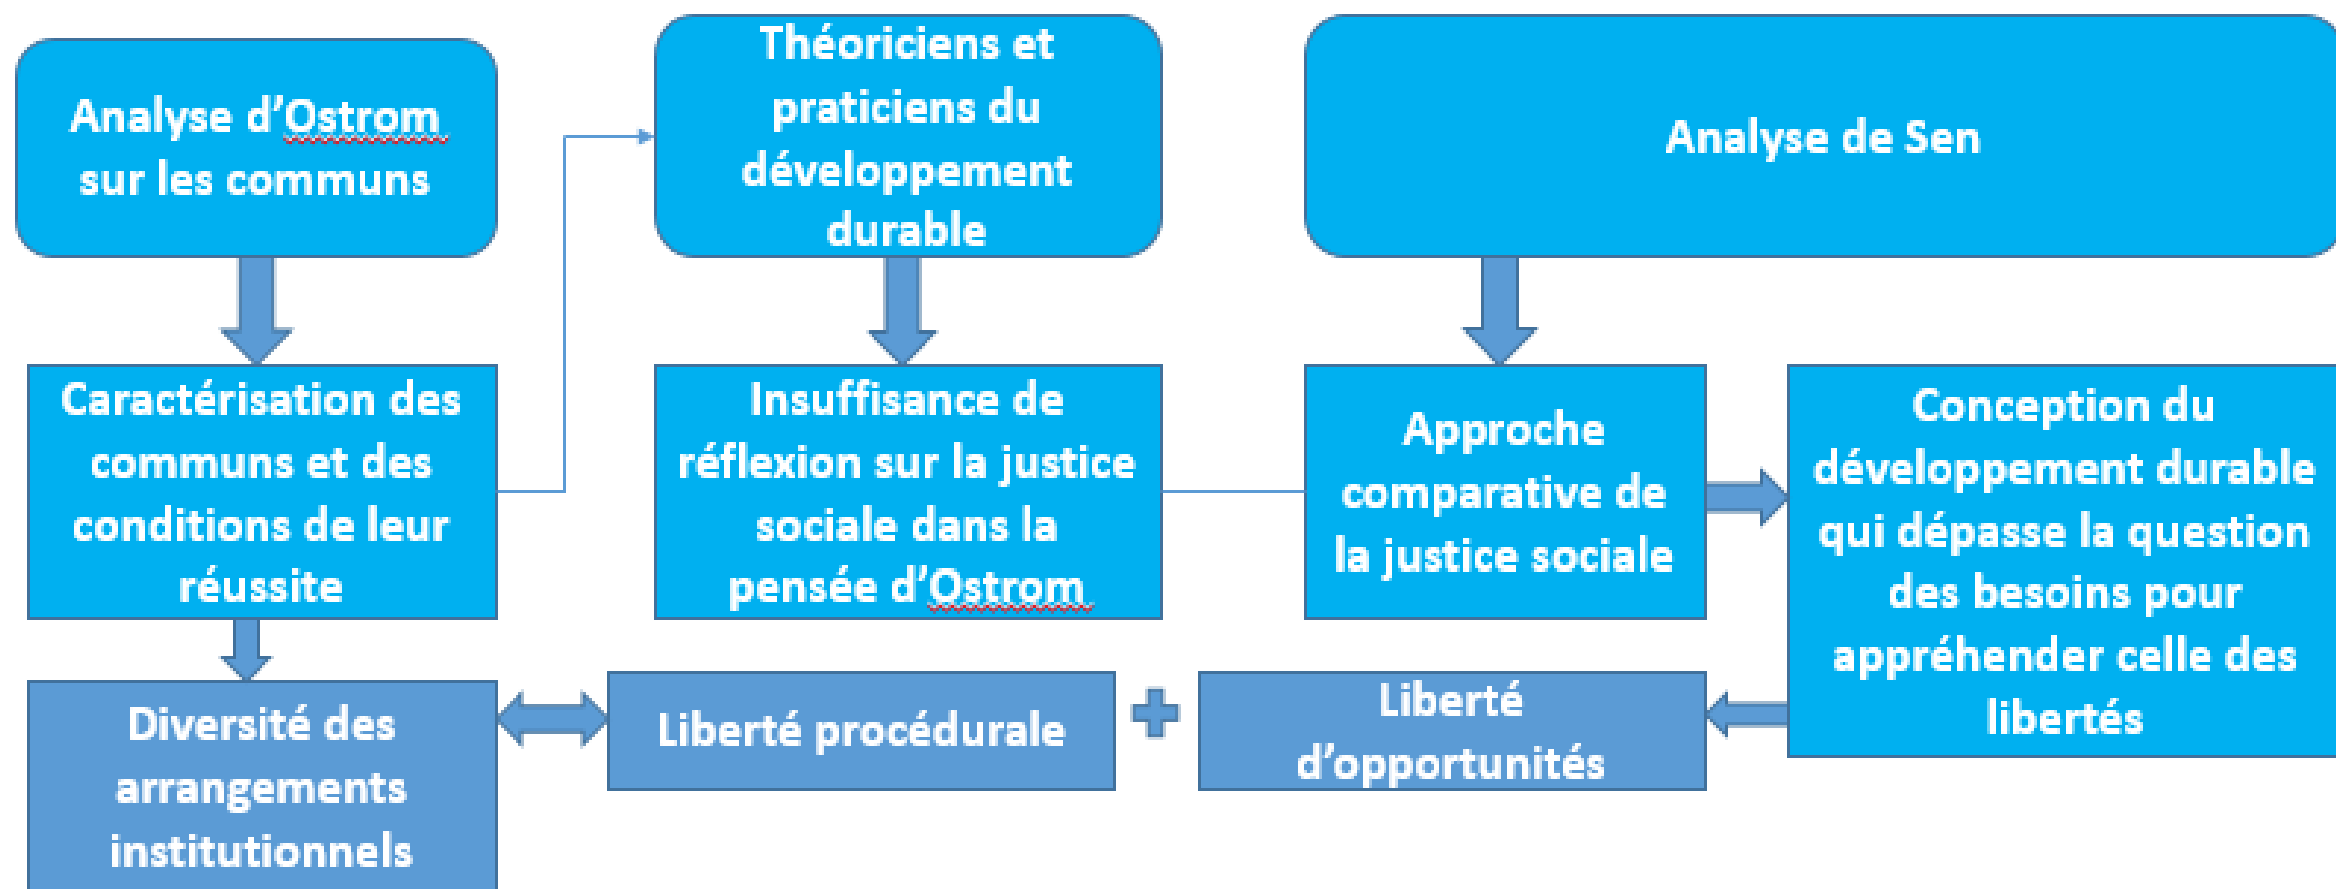 Analyse d'Ostrom
sur les communs
Théoriciens et
praticiens du
développement
durable
Analyse de Sen
Caractérisation des
communs et des
conditions de leur
réussite
Insuffisance de
réflexion sur la justice
sociale dans la
pensée d'Ostrom
Approche
comparative de
la justice sociale
Conception du
développement durable
qui dépasse la question
des besoins pour
appréhender celle des
libertés
Diversité des
arrangements
institutionnels
Liberté procédurale
Liberté
d'opportunités